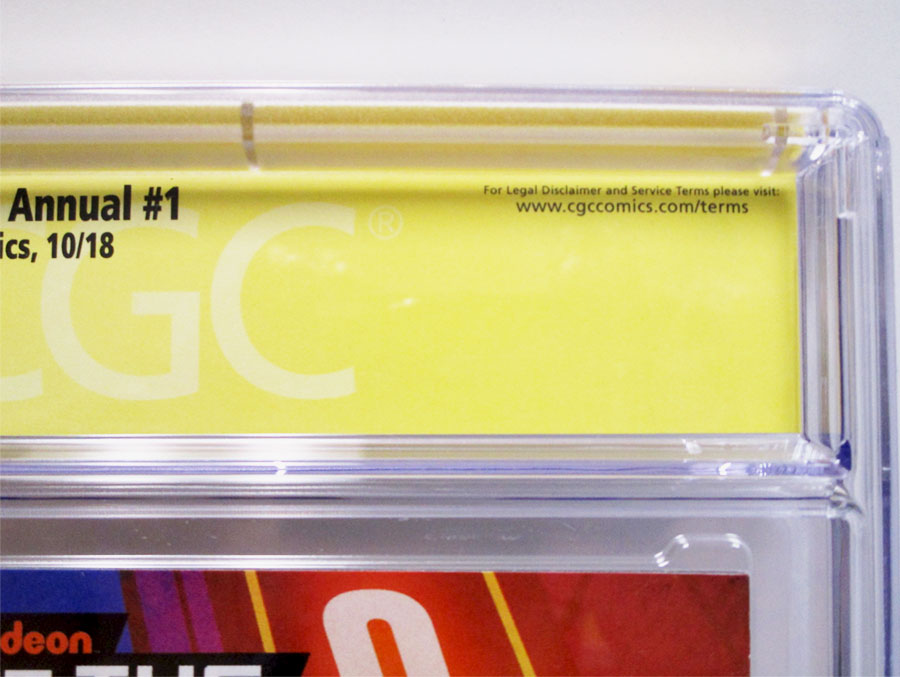 Annual #1
ics, 10/18
For Legal Disclaimer and Service Terms please visit:
www.cgccomics.com/terms
CGC®
deon
THE